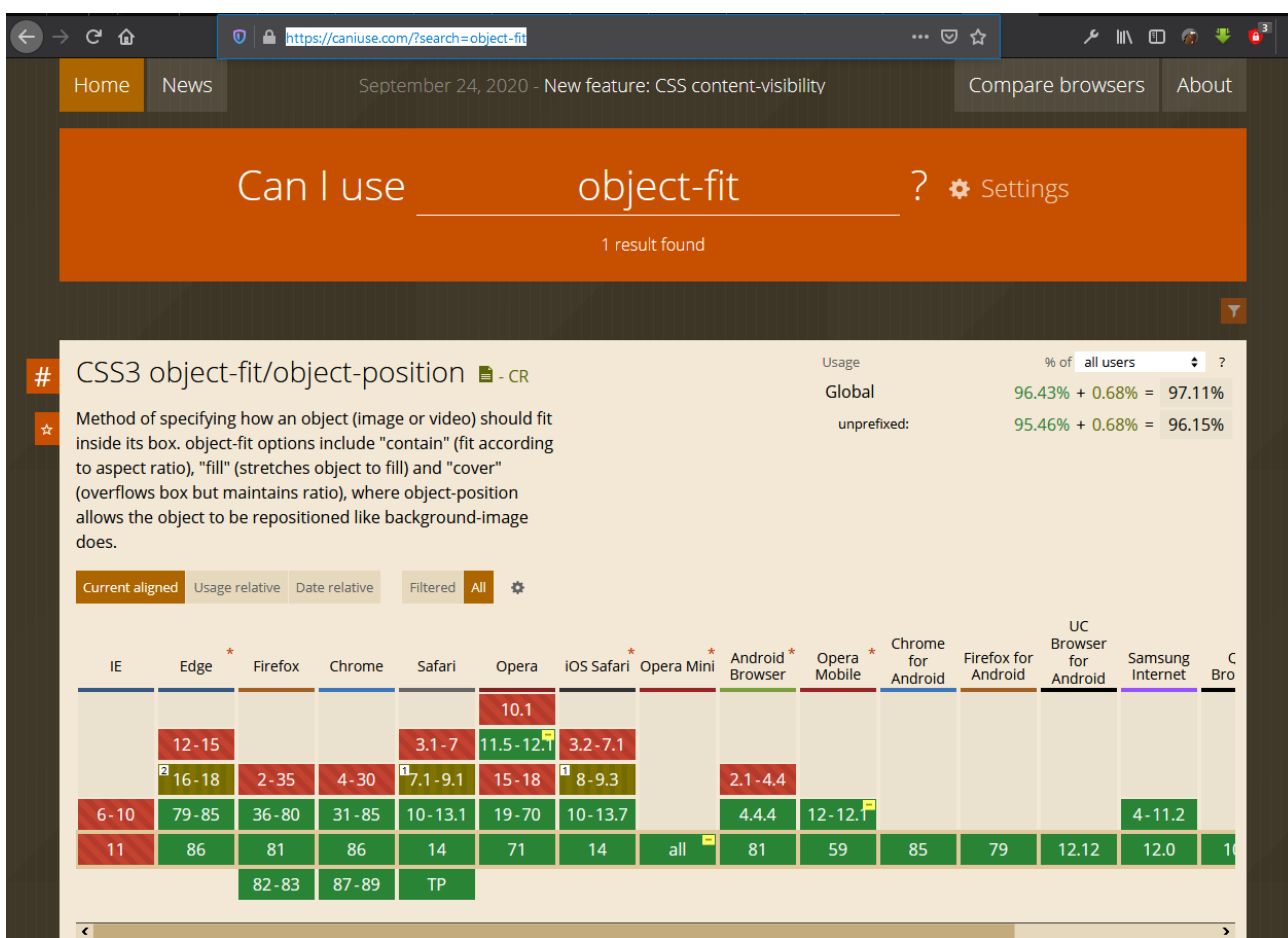 https://caniuse.com/?search=object-fit
3
Home News September 24, 2020 - New feature: CSS content-visibility Compare browsers About
Can I use object-fit ? Settings
1 result found
# CSS3 object-fit/object-position - CR
Method of specifying how an object (image or video) should fit
inside its box. object-fit options include "contain" (fit according
to aspect ratio), "fill" (stretches object to fill) and "cover"
(overflows box but maintains ratio), where object-position
allows the object to be repositioned like background-image
does.
Usage % of all users ?
Global 96.43% + 0.68% = 97.11%
unprefixed: 95.46% + 0.68% = 96.15%
Current aligned Usage relative Date relative Filtered All
IE Edge * Firefox Chrome Safari Opera iOS Safari * Opera Mini * Android Browser * Opera Mobile * Chrome for Android Firefox for Android UC Browser for Android Samsung Internet
10.1
12-15 3.1-7 11.5-12.1 3.2-7.1
2 16-18 2-35 4-30 1 7.1-9.1 15-18 1 8-9.3 2.1-4.4
6-10 79-85 36-80 31-85 10-13.1 19-70 10-13.7 4.4.4 12-12.1 4-11.2
11 86 81 86 14 71 14 all 81 59 85 79 12.12 12.0
82-83 87-89 TP